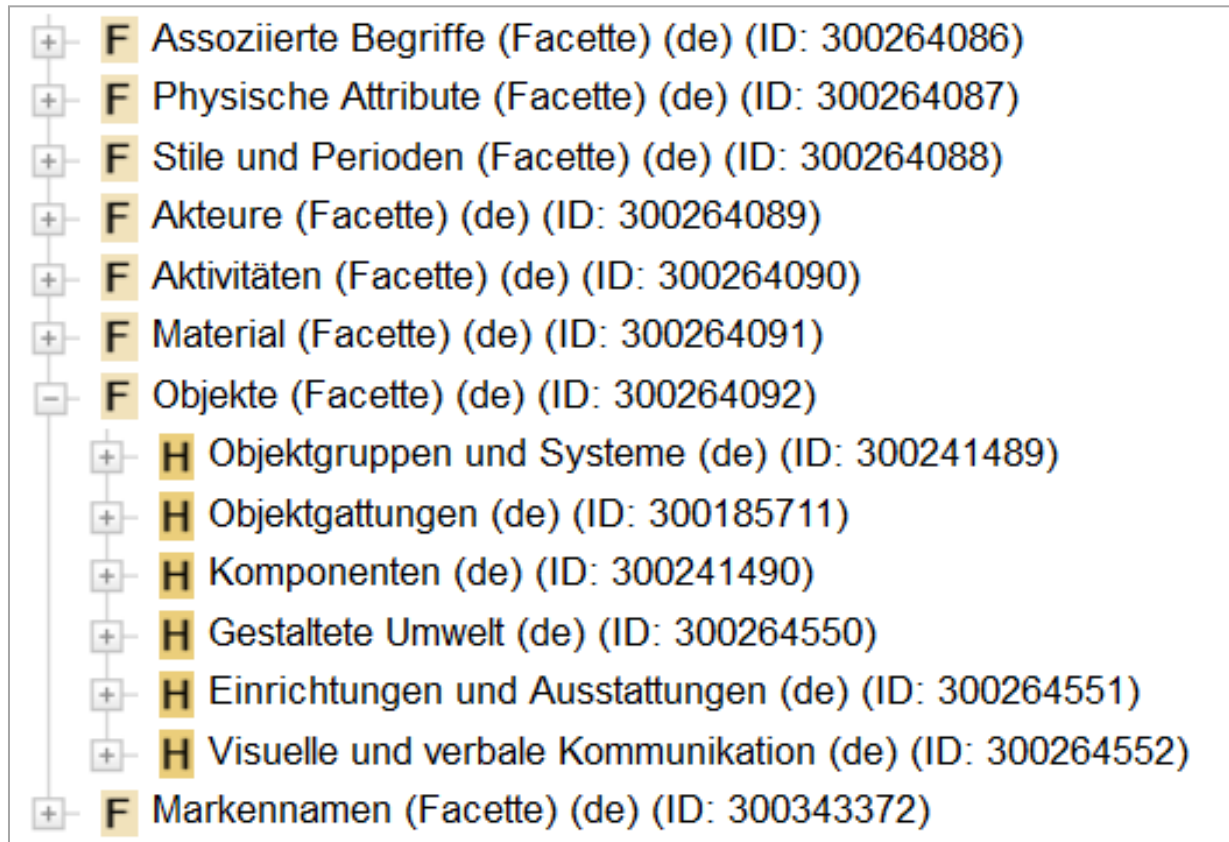 F Assoziierte Begriffe (Facette) (de) (ID: 300264086)
F Physische Attribute (Facette) (de) (ID: 300264087)
F Stile und Perioden (Facette) (de) (ID: 300264088)
F Akteure (Facette) (de) (ID: 300264089)
F Aktivitäten (Facette) (de) (ID: 300264090)
F Material (Facette) (de) (ID: 300264091)
F Objekte (Facette) (de) (ID: 300264092)
H Objektgruppen und Systeme (de) (ID: 300241489)
H Objektgattungen (de) (ID: 300185711)
H Komponenten (de) (ID: 300241490)
H Gestaltete Umwelt (de) (ID: 300264550)
H Einrichtungen und Ausstattungen (de) (ID: 300264551)
H Visuelle und verbale Kommunikation (de) (ID: 300264552)
F Markennamen (Facette) (de) (ID: 300343372)